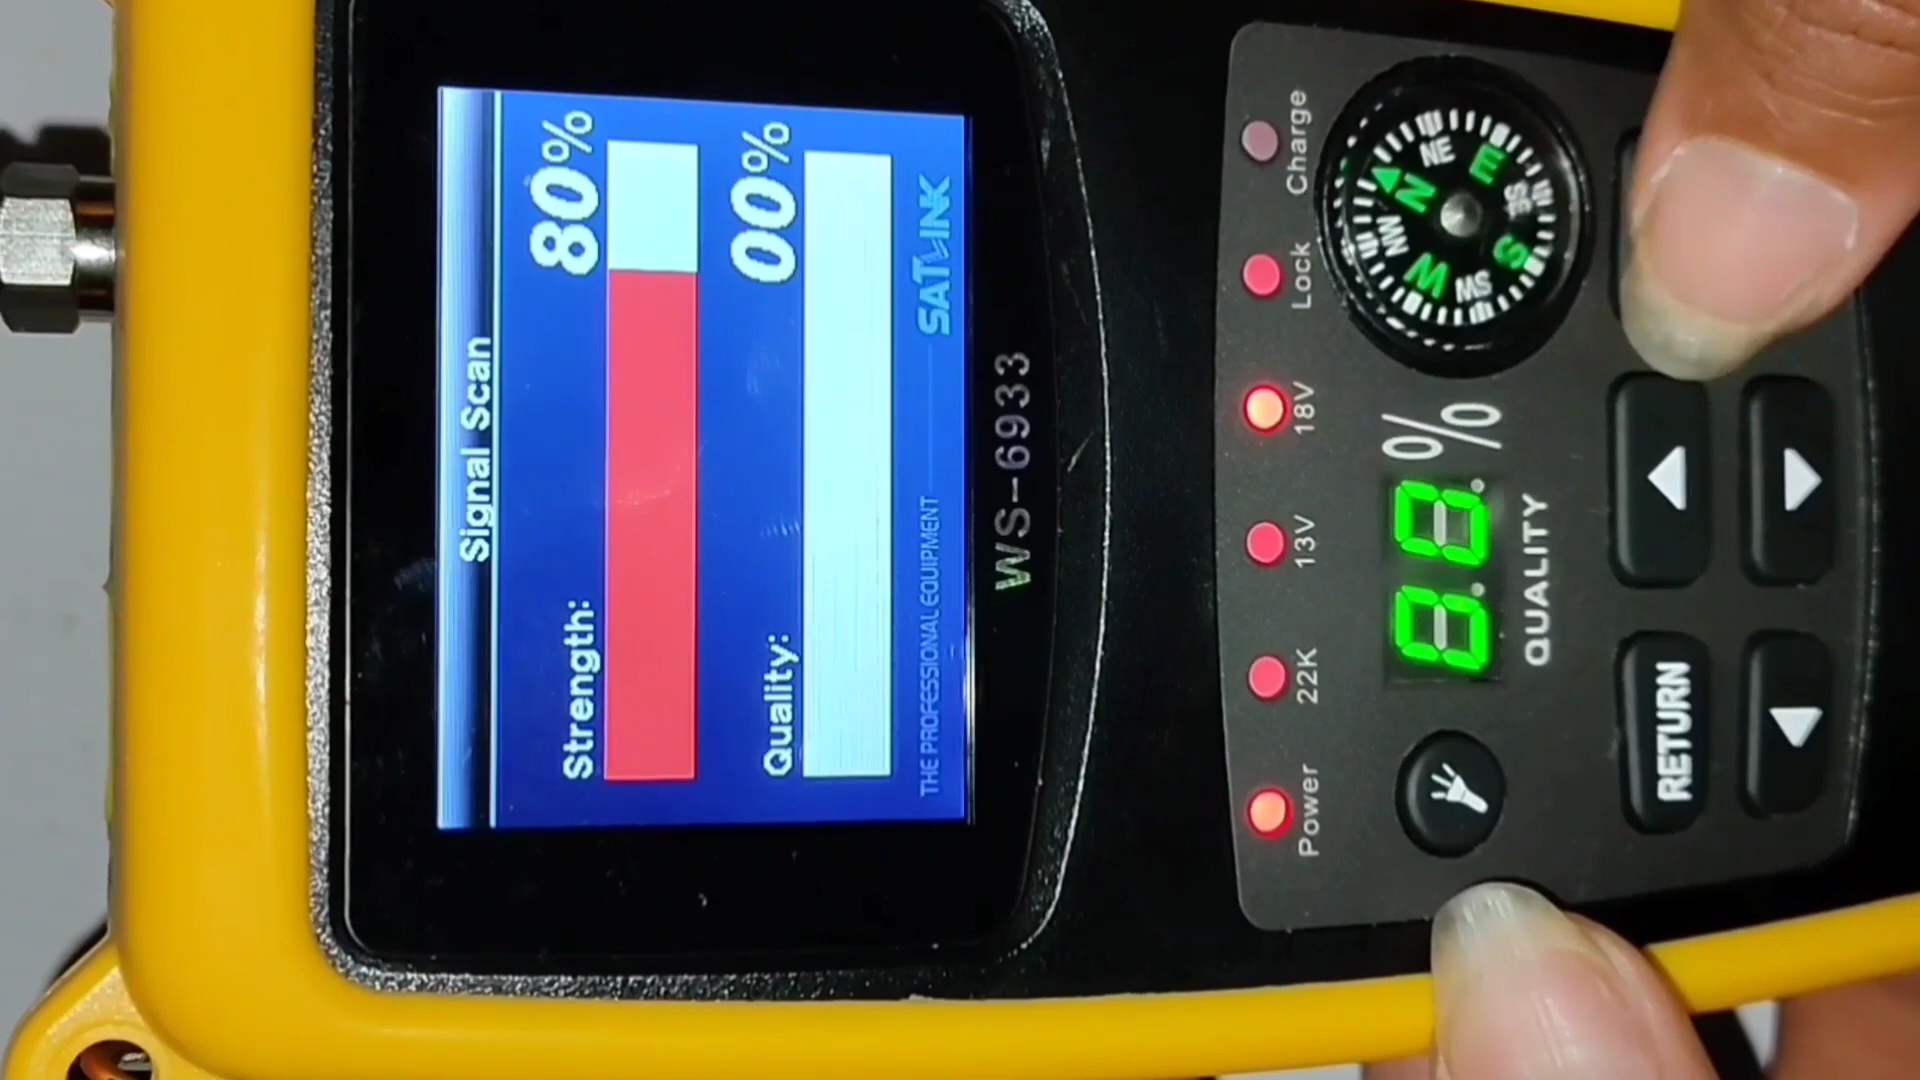 Signal Scan
Strength:
80%
Quality:
00%
THE PROFESSIONAL EQUIPMENT
SATLINK
WS-6933
Power
22K
13V
18V
Lock
Charge
00
%
QUALITY
N
NE
E
SE
S
SW
W
NW
RETURN